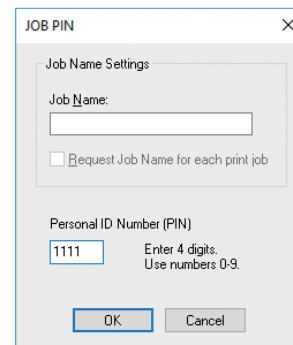 JOB PIN
Job Name Settings
Job Name:
Request Job Name for each print job
Personal ID Number (PIN)
1111
Enter 4 digits.
Use numbers 0-9.
OK
Cancel